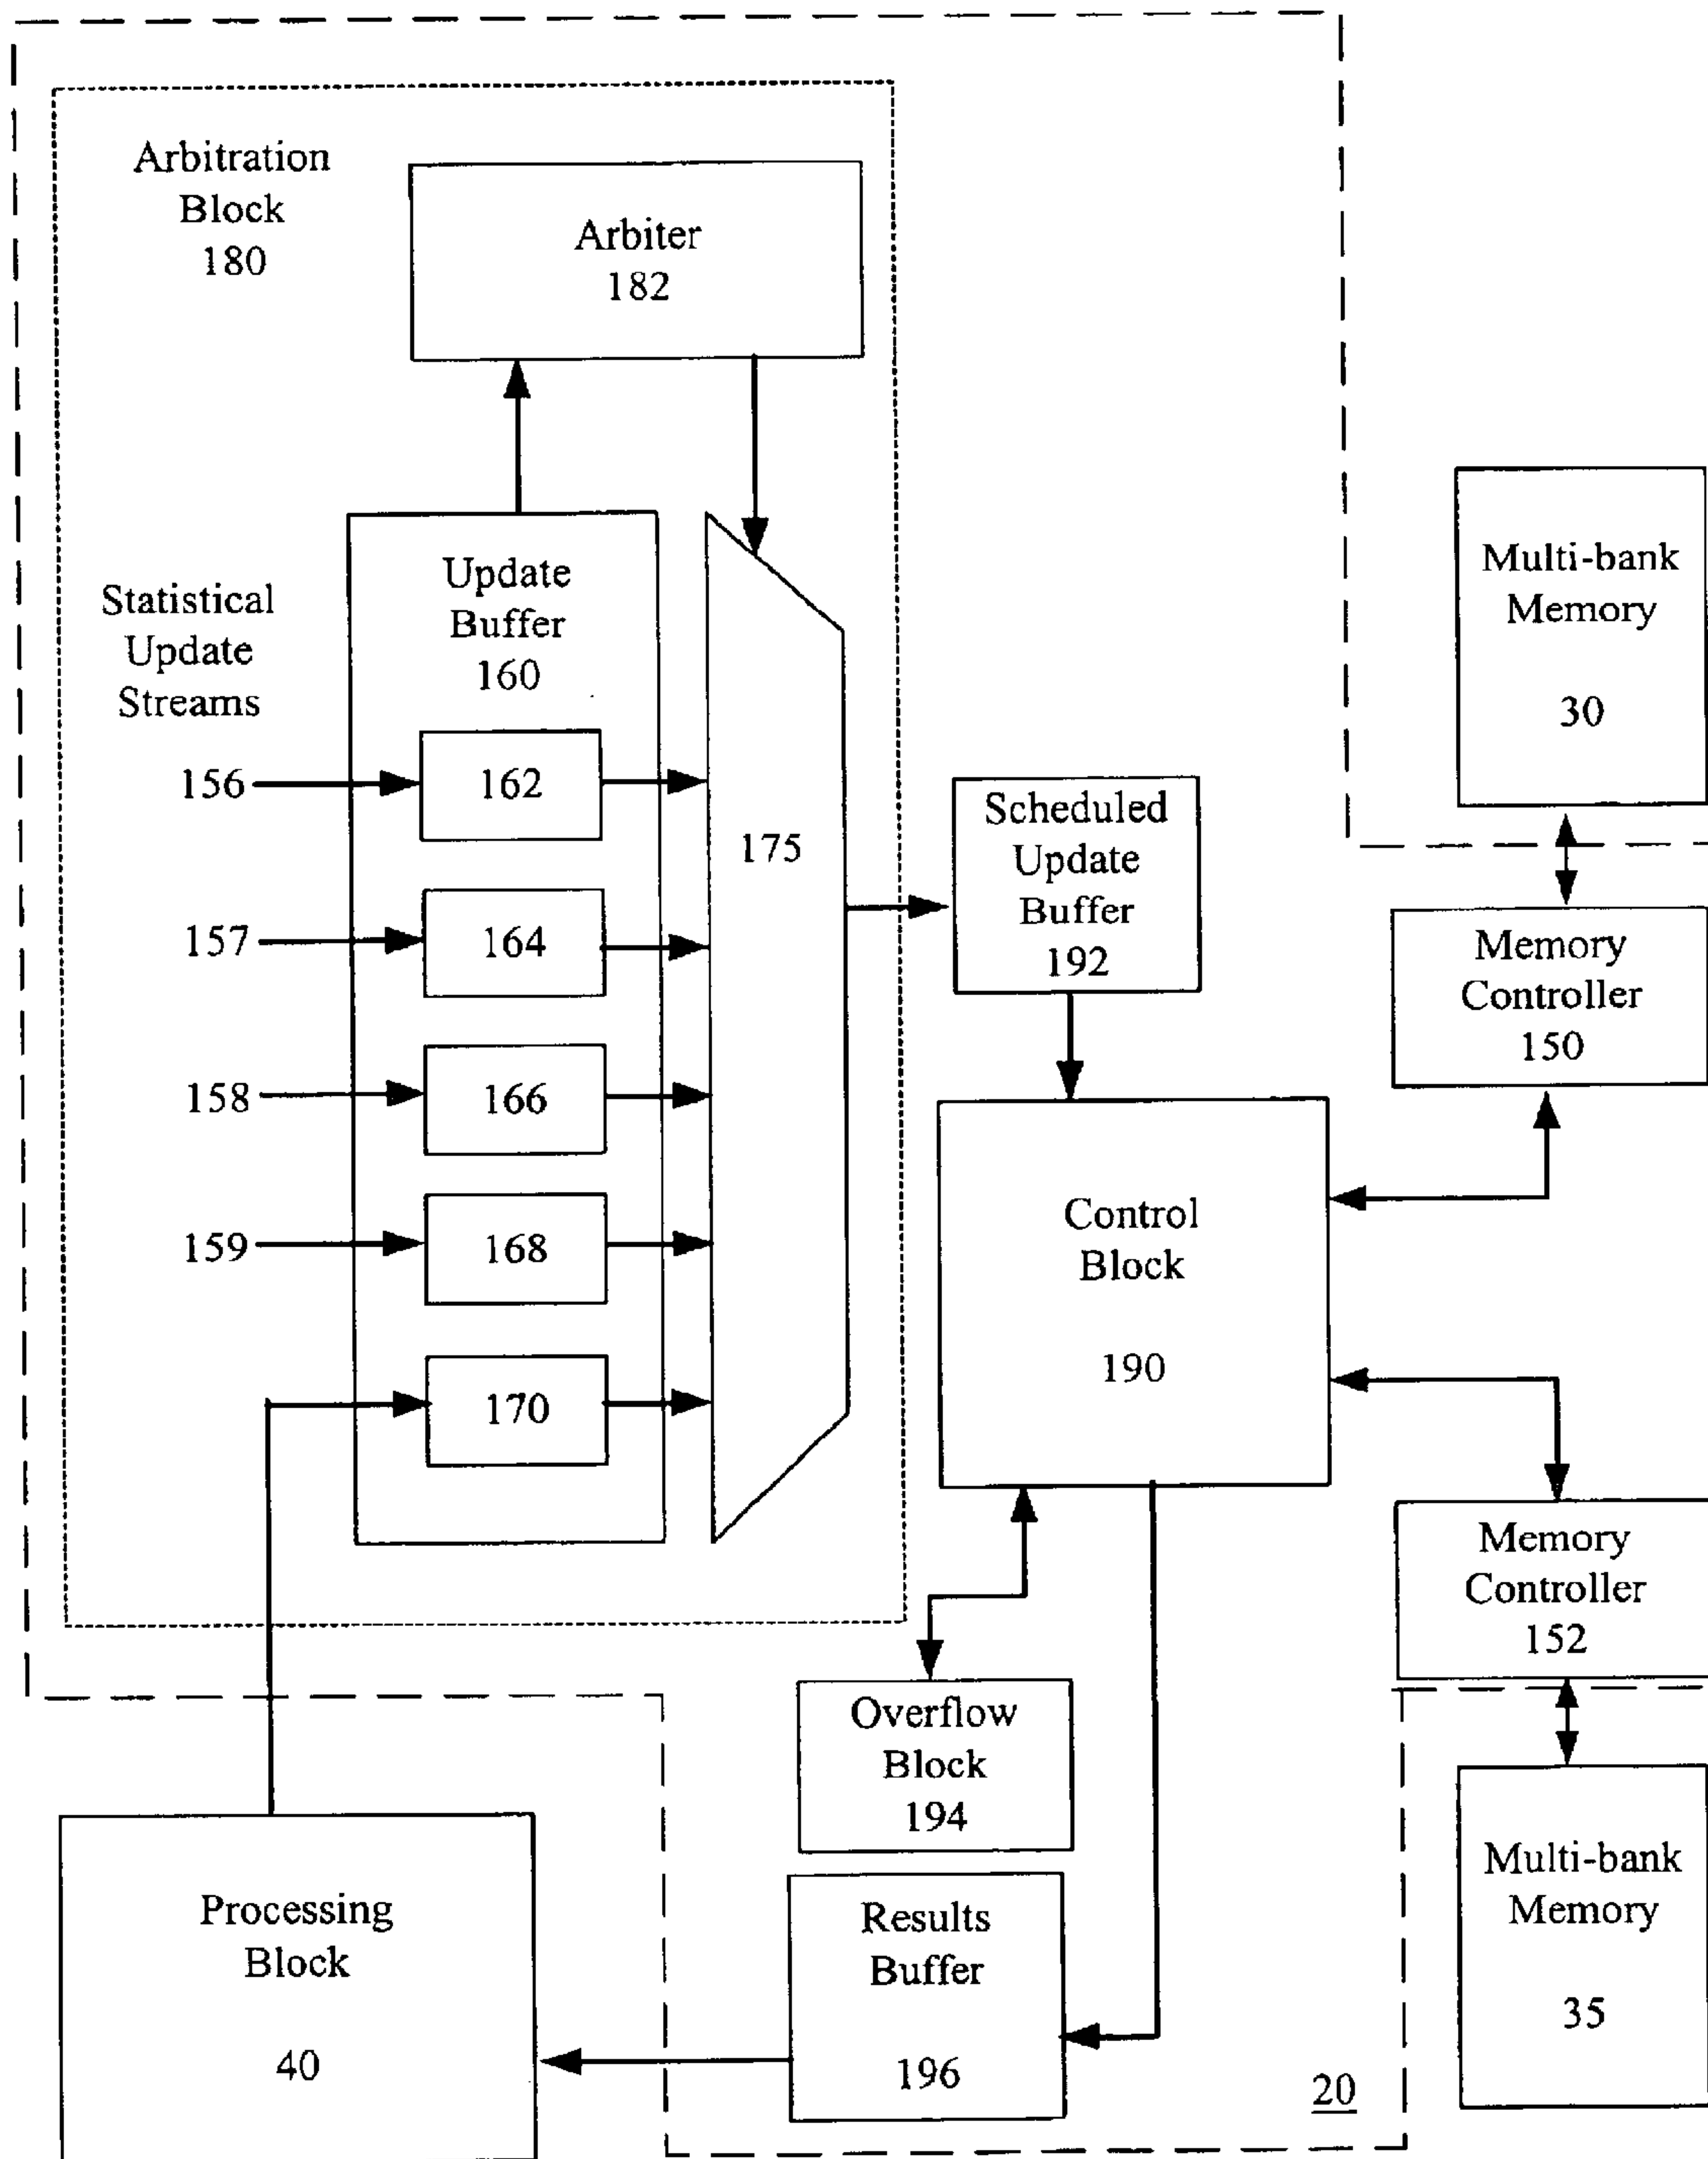 Arbitration
Block
180
Arbiter
182
Statistical
Update
Streams
Update
Buffer
160
156
162
157
164
158
166
159
168
170
175
Scheduled
Update
Buffer
192
Multi-bank
Memory
30
Memory
Controller
150
Control
Block
190
Memory
Controller
152
Overflow
Block
194
Multi-bank
Memory
35
Processing
Block
40
Results
Buffer
196
20